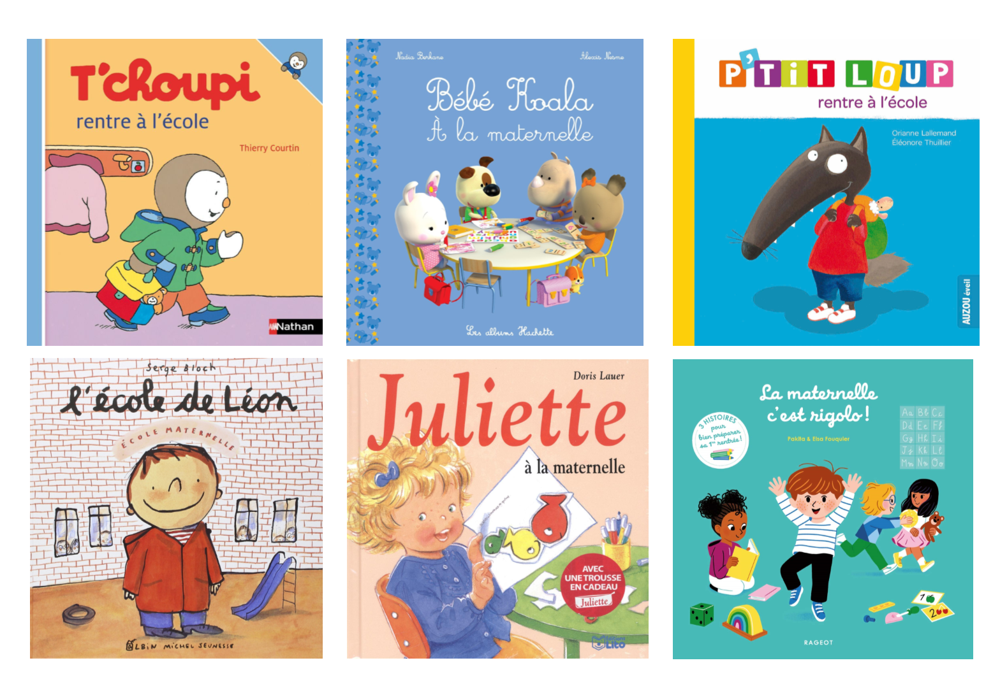 T'choupi
rentre à l'école
Thierry Courtin
Nathan
Nadia Berkane
Alexis Nesme
Bébé Koala
À la maternelle
Les albums Hachette
P'TiT LOUP
rentre à l'école
Orianne Lallemand
Éléonore Thuillier
AUZOU éveil
Serge Bloch
l'école de Léon
ÉCOLE MATERNELLE
ALBIN MICHEL JEUNESSE
Doris Lauer
Juliette
à la maternelle
AVEC
UNE TROUSSE
EN CADEAU
Juliette
Editions
Lito
La maternelle
c'est rigolo !
Pakita & Elsa Fouquier
3 HISTOIRES
pour
bien préparer
sa 1re rentrée !
Aa Bb Cc
Dd Ee Ff
Gg Hh Ii
Jj Kk Ll
Mm Nn Oo
1
2
RAGEOT